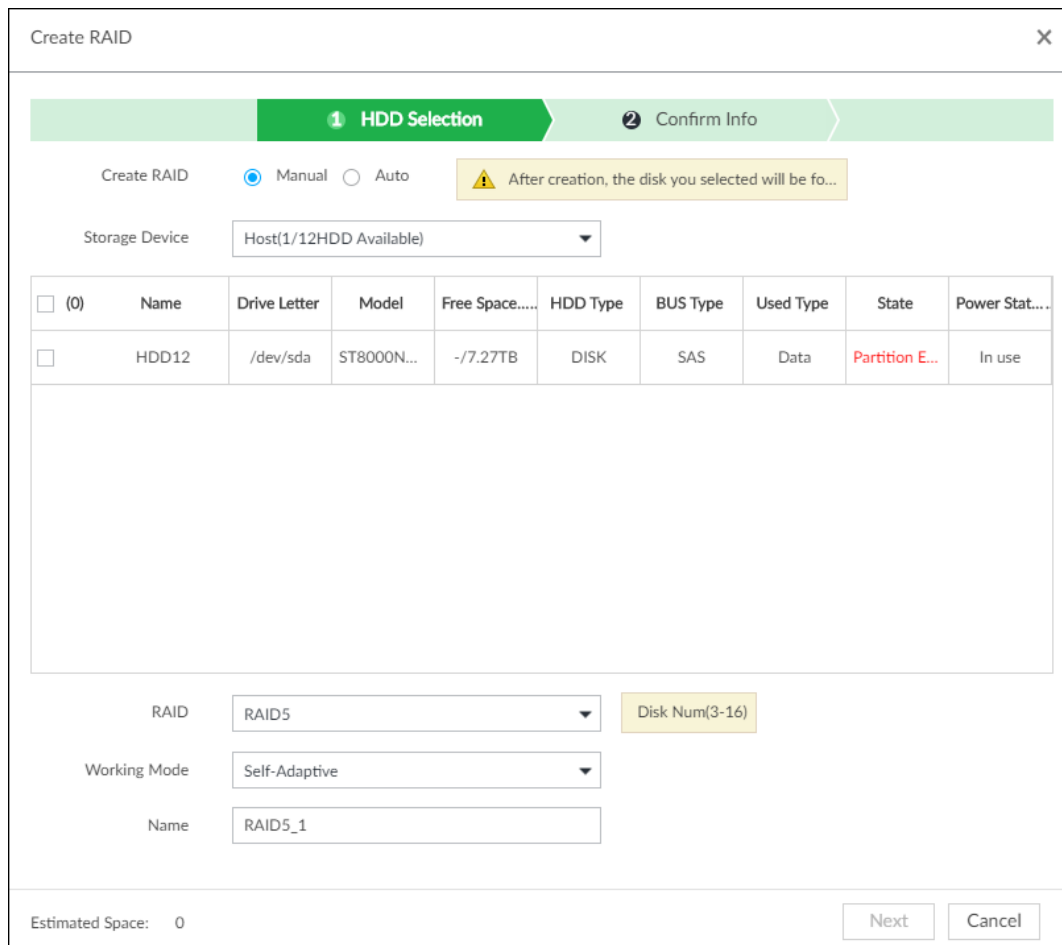 Create RAID
1 HDD Selection 2 Confirm Info
Create RAID Manual Auto After creation, the disk you selected will be fo...
Storage Device Host(1/12HDD Available)
(0) Name Drive Letter Model Free Space..... HDD Type BUS Type Used Type State Power Stat.....
HDD12 /dev/sda ST8000N... -/7.27TB DISK SAS Data Partition E... In use
RAID RAID5 Disk Num(3-16)
Working Mode Self-Adaptive
Name RAID5_1
Estimated Space: 0 Next Cancel